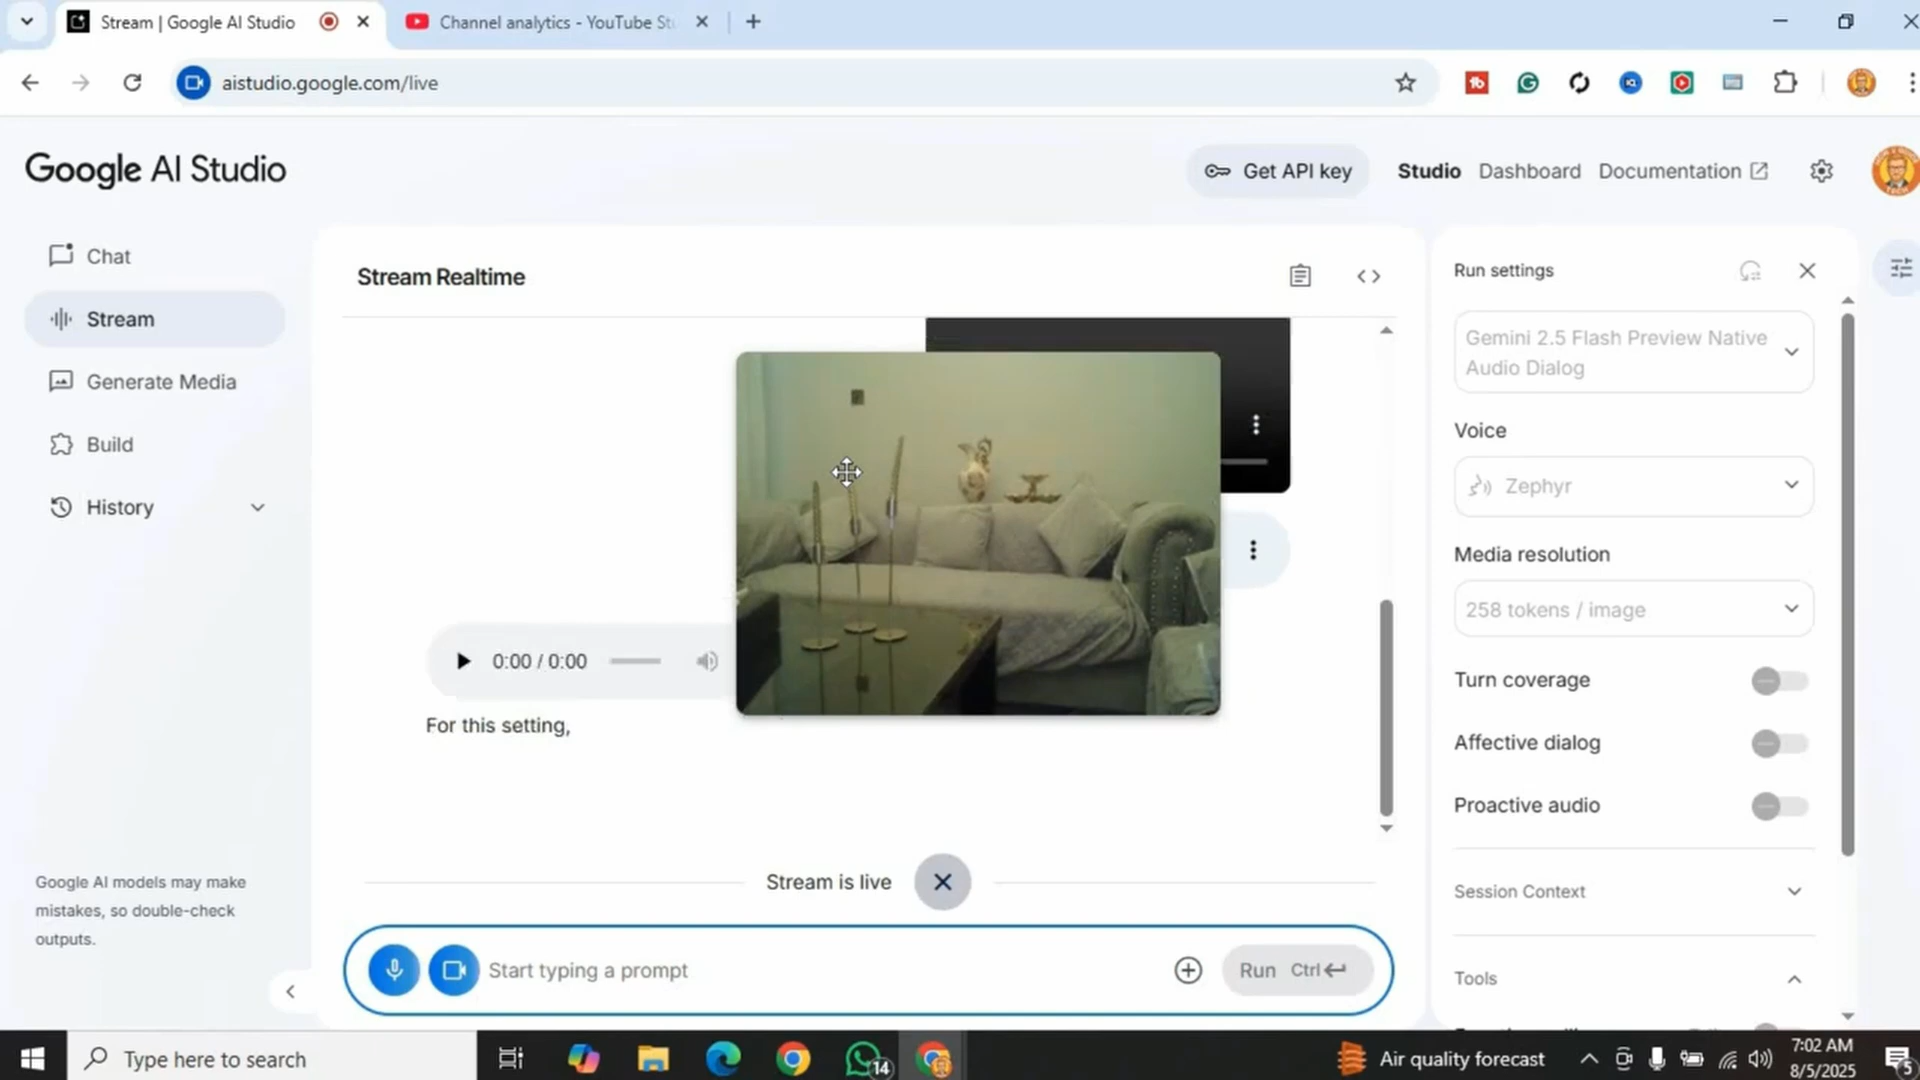 Stream | Google AI Studio
Channel analytics - YouTube Stu
aistudio.google.com/live
Google AI Studio
Get API key
Studio
Dashboard
Documentation
Chat
Stream
Generate Media
Build
History
Stream Realtime
Run settings
Gemini 2.5 Flash Preview Native
Audio Dialog
Voice
Zephyr
Media resolution
258 tokens / image
Turn coverage
Affective dialog
Proactive audio
Session Context
Tools
0:00 / 0:00
For this setting,
Stream is live
Start typing a prompt
Run Ctrl
Google AI models may make
mistakes, so double-check
outputs.
Type here to search
14
Air quality forecast
7:02 AM
8/5/2025
5